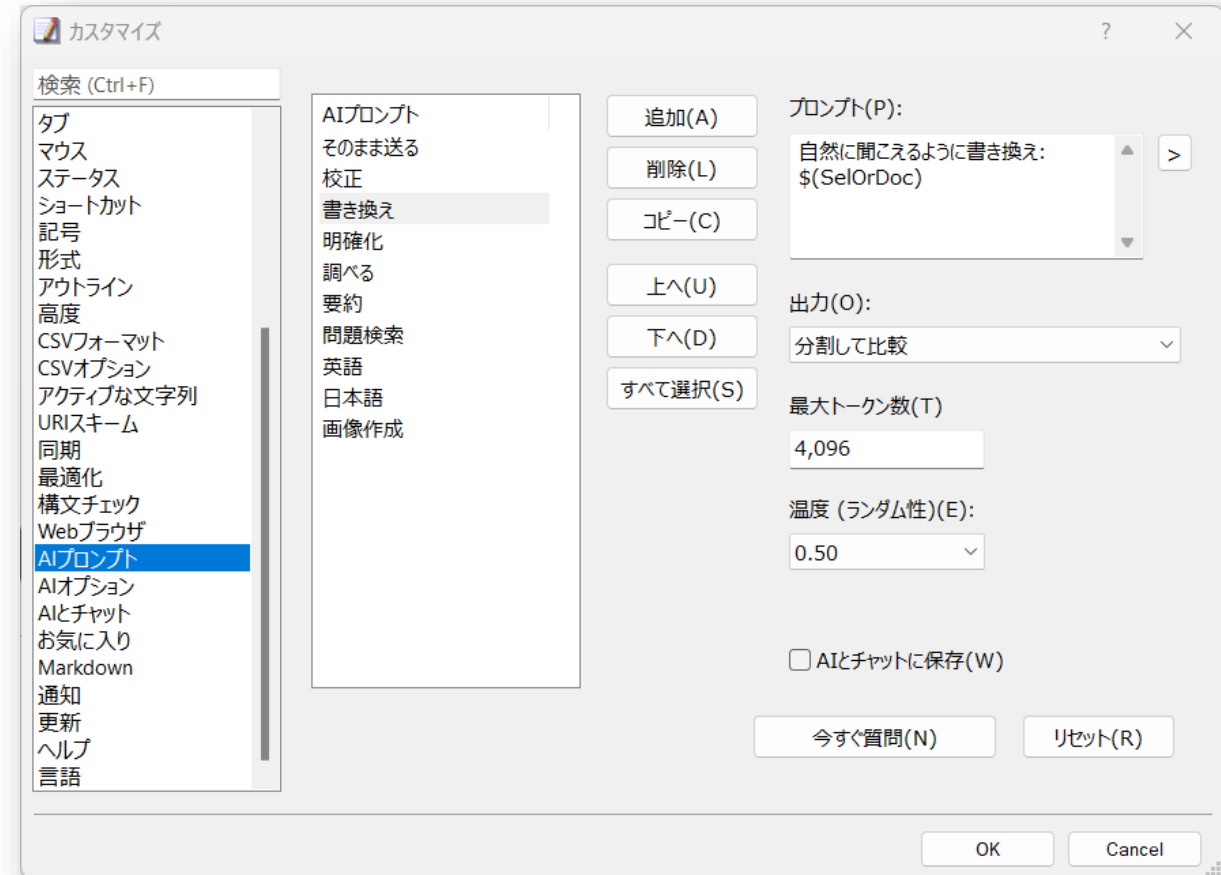 カスタマイズ
?
検索 (Ctrl+F)
タブ
マウス
ステータス
ショートカット
記号
形式
アウトライン
高度
CSVフォーマット
CSVオプション
アクティブな文字列
URIスキーム
同期
最適化
構文チェック
Webブラウザ
AIプロンプト
AIオプション
AIとチャット
お気に入り
Markdown
通知
更新
ヘルプ
言語
AIプロンプト
そのまま送る
校正
書き換え
明確化
調べる
要約
問題検索
英語
日本語
画像作成
追加(A)
削除(L)
コピー(C)
上へ(U)
下へ(D)
すべて選択(S)
プロンプト(P):
自然に聞こえるように書き換え:
$(SelOrDoc)
>
出力(O):
分割して比較
最大トークン数(T)
4,096
温度 (ランダム性)(E):
0.50
AIとチャットに保存(W)
今すぐ質問(N)
リセット(R)
OK
Cancel